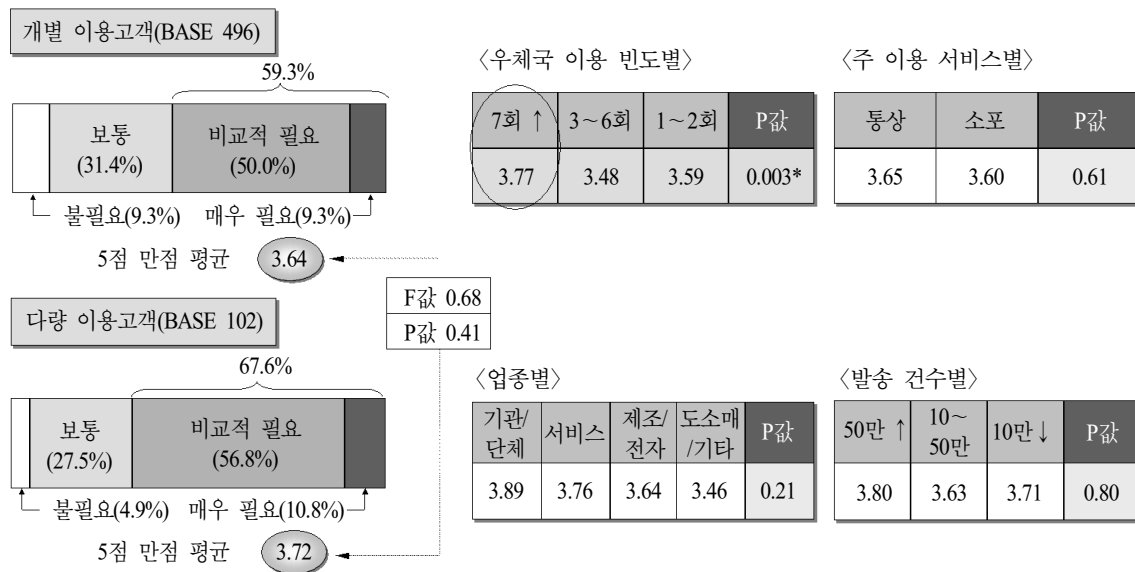 개별 이용고객(BASE 496)
59.3%
보통
(31.4%)
비교적 필요
(50.0%)
불필요(9.3%) 매우 필요(9.3%)
5점 만점 평균 3.64
〈우체국 이용 빈도별〉
7회 ↑ 3~6회 1~2회 P값
3.77 3.48 3.59 0.003*
〈주 이용 서비스별〉
통상 소포 P값
3.65 3.60 0.61
F값 0.68
P값 0.41
다량 이용고객(BASE 102)
67.6%
보통
(27.5%)
비교적 필요
(56.8%)
불필요(4.9%) 매우 필요(10.8%)
5점 만점 평균 3.72
〈업종별〉
기관/
단체
서비스
제조/
전자
도소매
/기타
P값
3.89 3.76 3.64 3.46 0.21
〈발송 건수별〉
50만 ↑
10~
50만
10만↓
P값
3.80 3.63 3.71 0.80